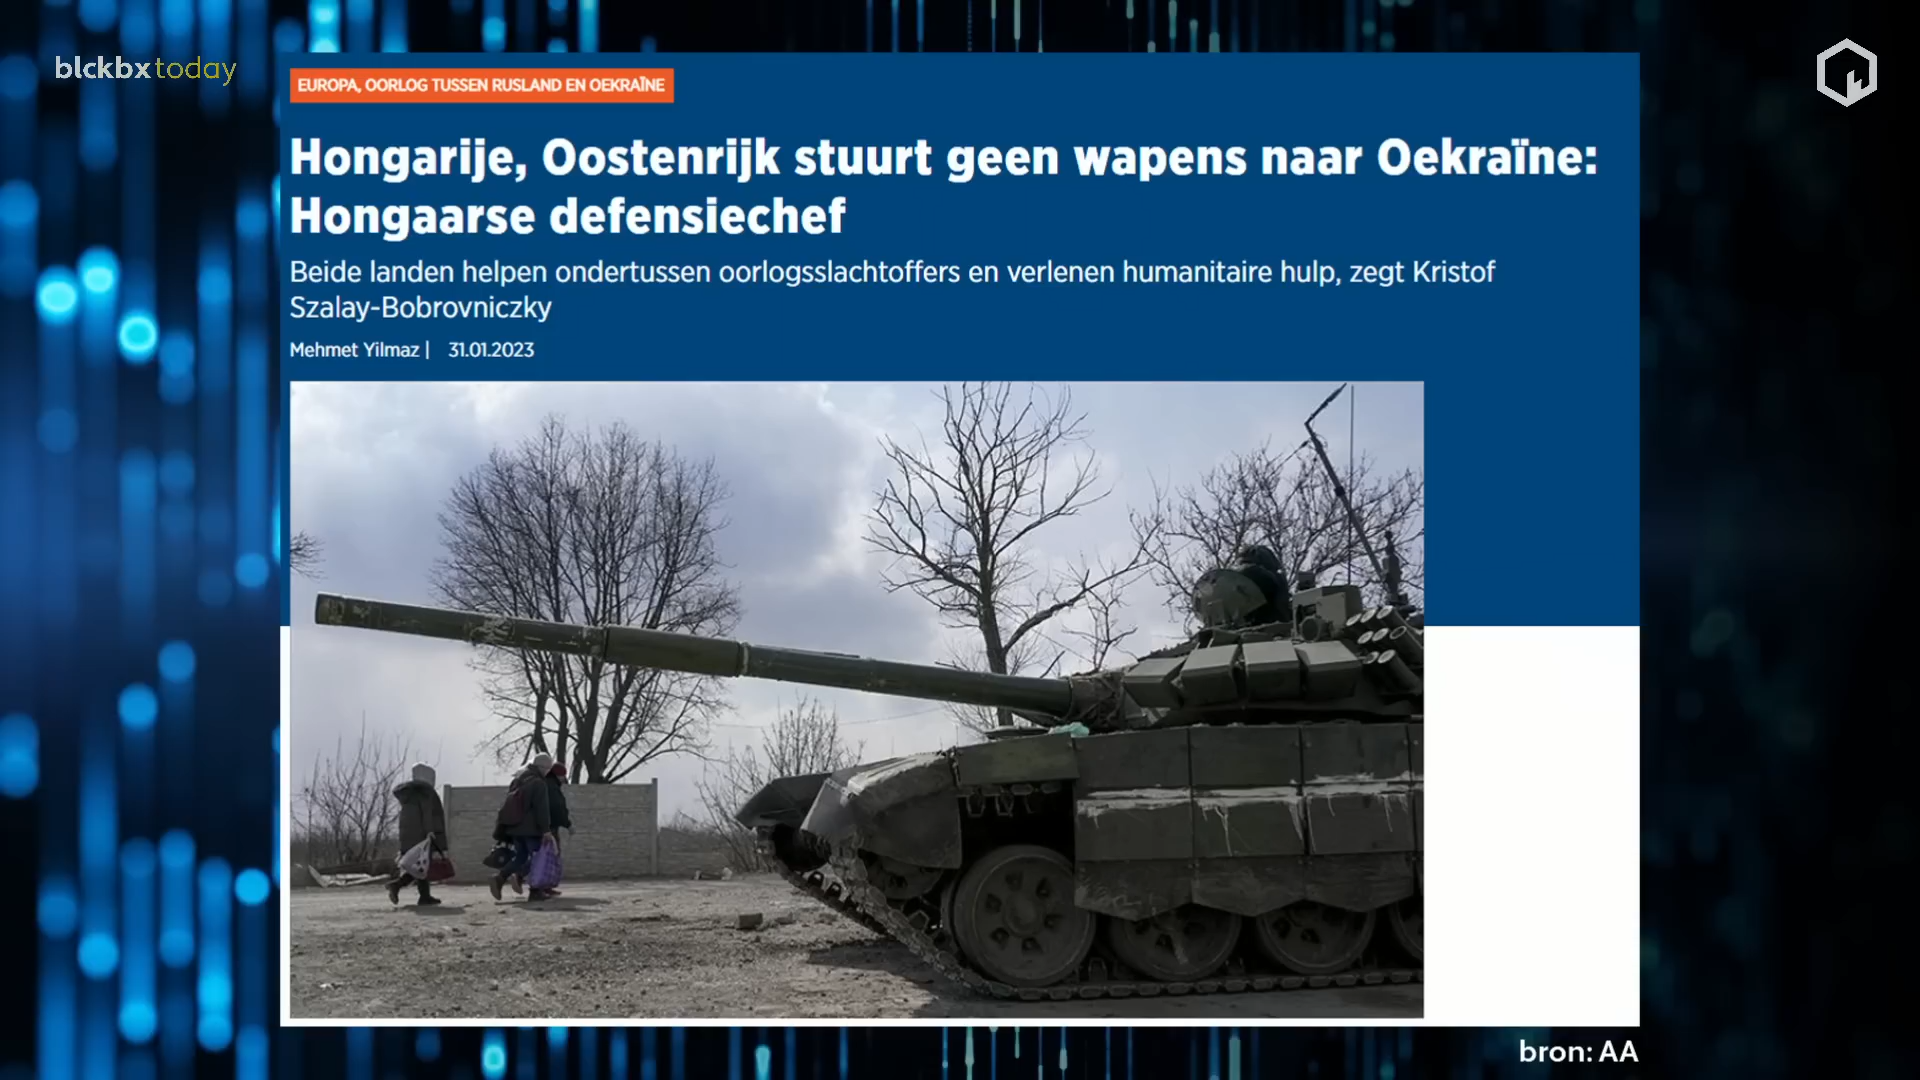 blckbxtoday
EUROPA, OORLOG TUSSEN RUSLAND EN OEKRAÏNE
Hongarije, Oostenrijk stuurt geen wapens naar Oekraïne:
Hongaarse defensiechef
Beide landen helpen ondertussen oorlogsslachtoffers en verlenen humanitaire hulp, zegt Kristof
Szalay-Bobrovniczky
Mehmet Yilmaz | 31.01.2023
bron: AA